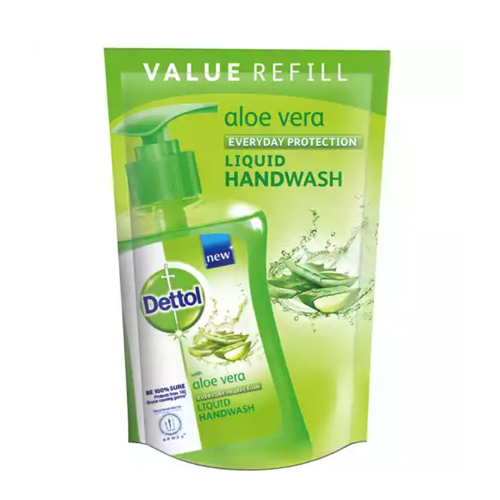 VALUE REFILL
aloe vera
EVERYDAY PROTECTION
LIQUID
HANDWASH
new
Dettol
with
aloe vera
EVERYDAY PROTECTION
LIQUID
HANDWASH
BE 100% SURE